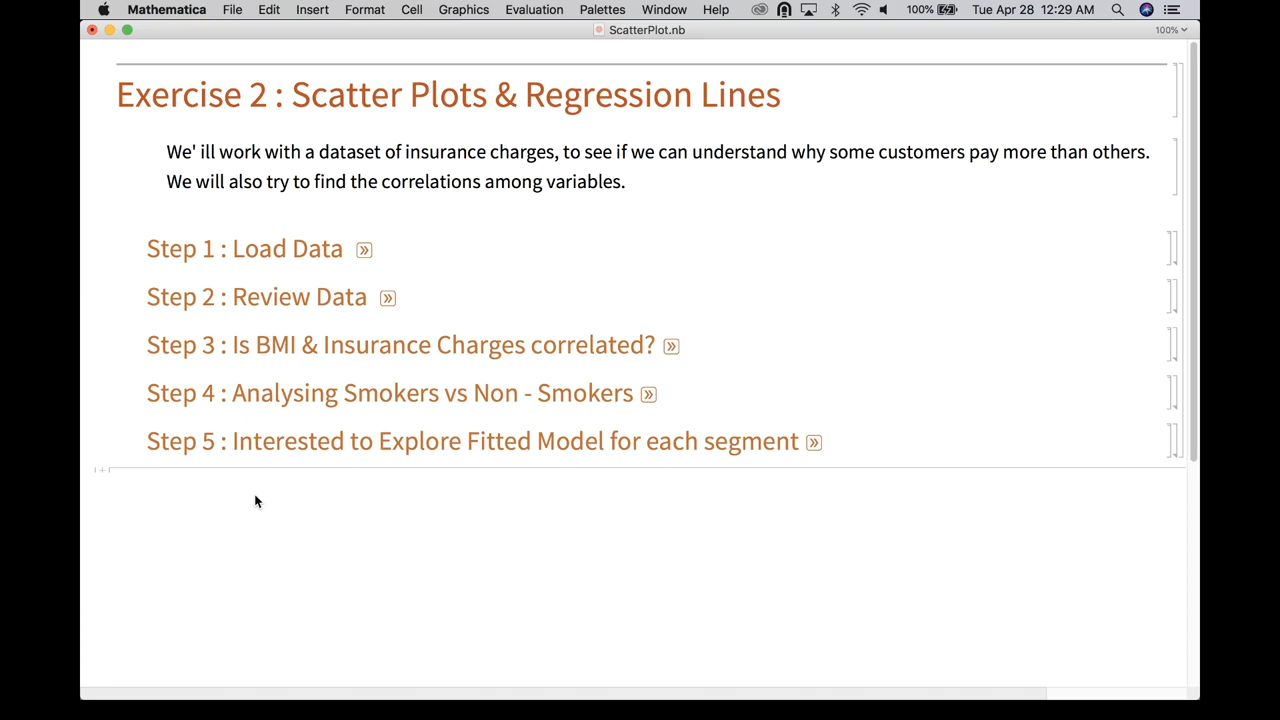 Mathematica File Edit Insert Format Cell Graphics Evaluation Palettes Window Help 100% Tue Apr 28 12:29 AM
ScatterPlot.nb 100%
Exercise 2 : Scatter Plots & Regression Lines
We' ill work with a dataset of insurance charges, to see if we can understand why some customers pay more than others.
We will also try to find the correlations among variables.
Step 1 : Load Data
Step 2 : Review Data
Step 3 : Is BMI & Insurance Charges correlated?
Step 4 : Analysing Smokers vs Non - Smokers
Step 5 : Interested to Explore Fitted Model for each segment